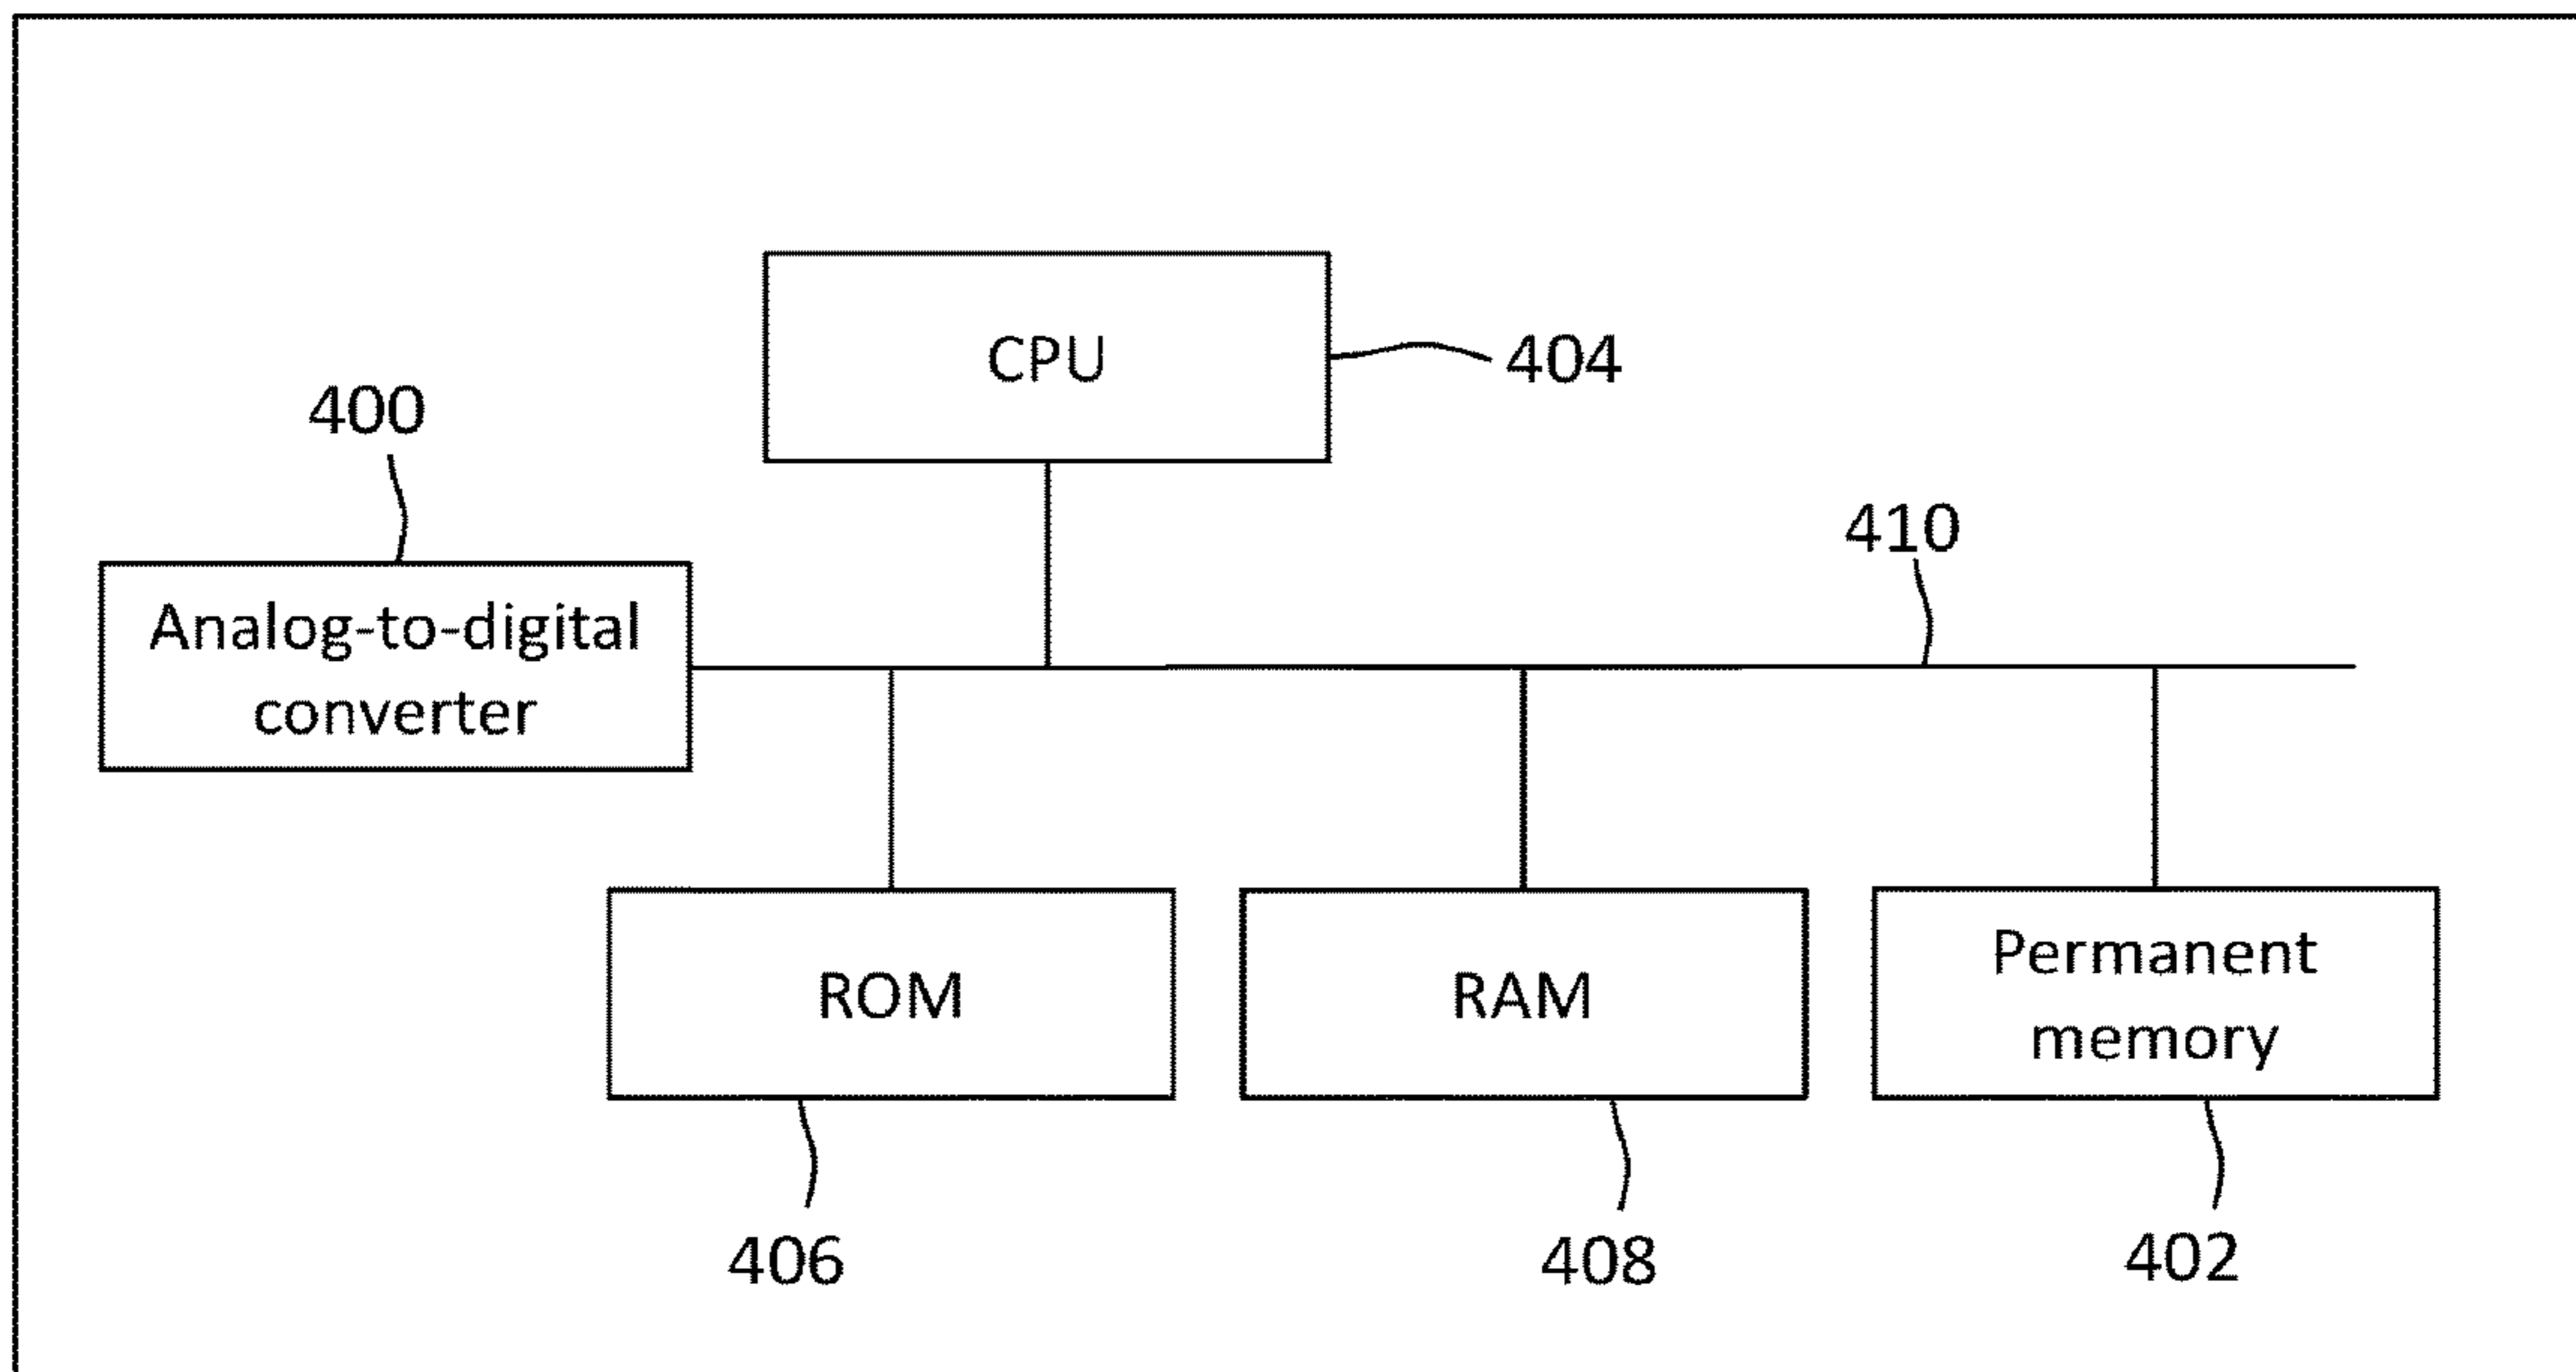 CPU
404
400
410
Analog-to-digital
converter
ROM
RAM
Permanent
memory
406
408
402